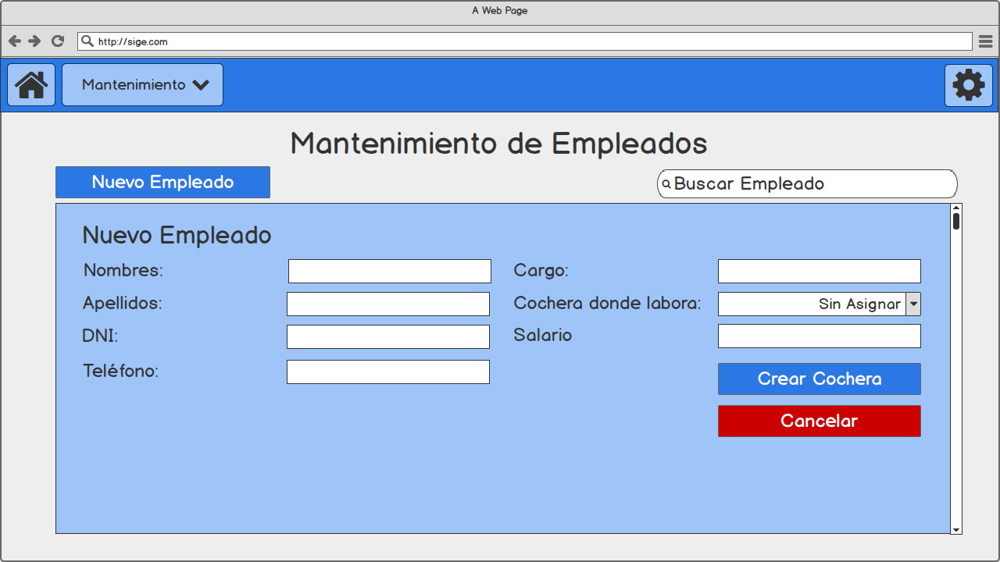 A Web Page
http://sige.com
Mantenimiento
Mantenimiento de Empleados
Nuevo Empleado
Buscar Empleado
Nuevo Empleado
Nombres:
Cargo:
Apellidos:
Cochera donde labora:
Sin Asignar
DNI:
Salario
Teléfono:
Crear Cochera
Cancelar